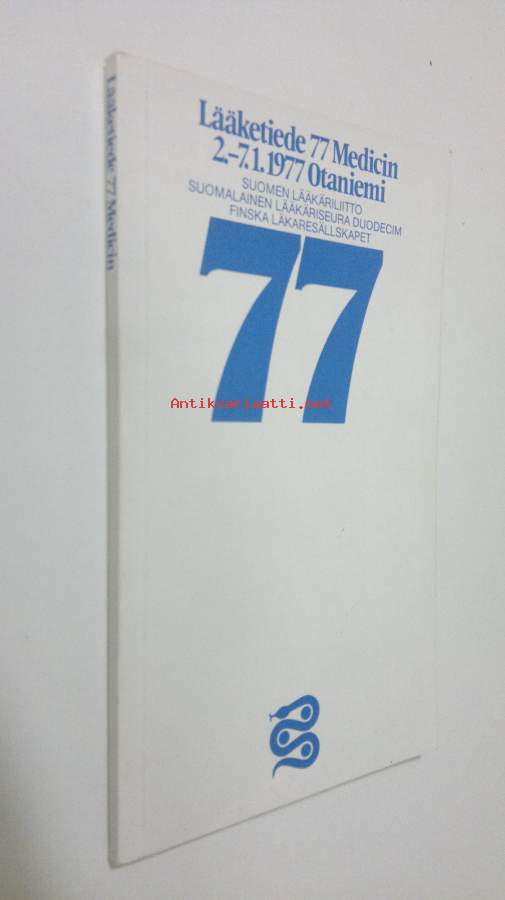 Lääketiede 77 Medicin
Lääketiede 77 Medicin
2.-7.1.1977 Otaniemi
SUOMEN LÄÄKÄRILIITTO
SUOMALAINEN LÄÄKÄRISEURA DUODECIM
FINSKA LÄKARESÄLLSKAPET
77
Antikvariaatti.net